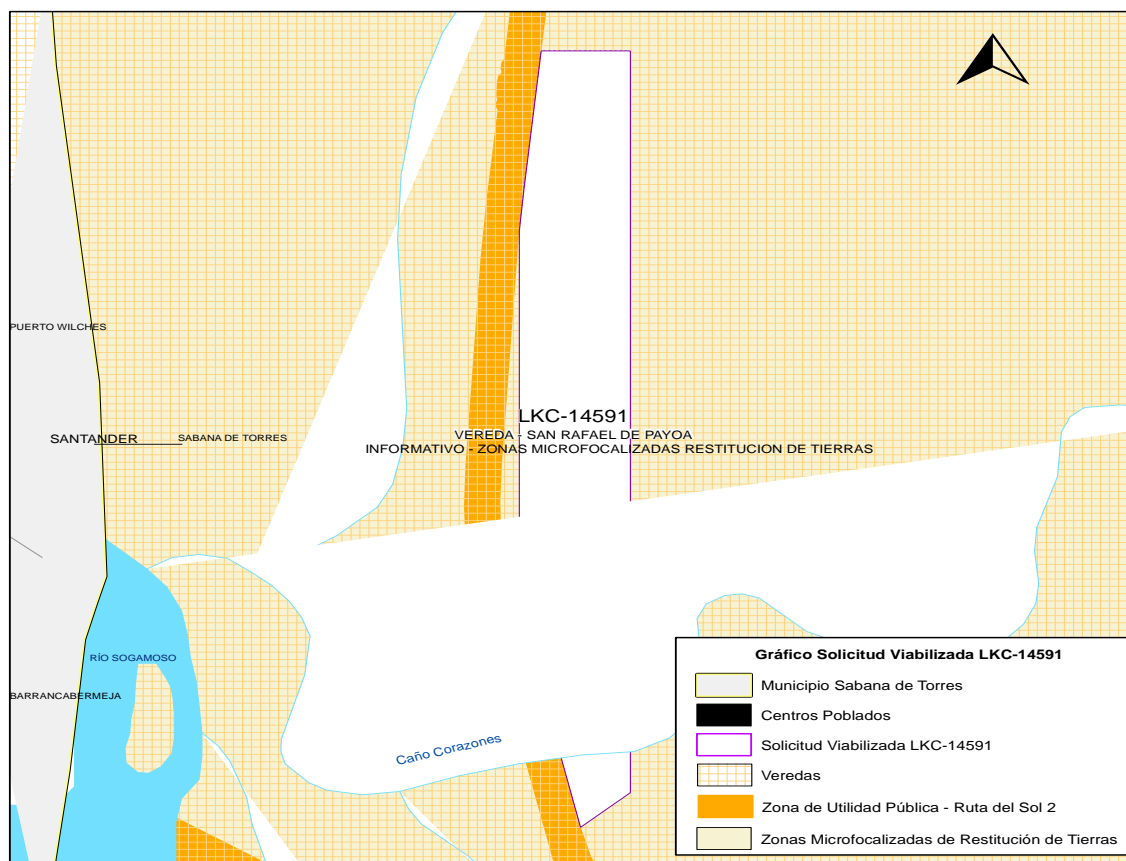 PUERTO WILCHES
LKC-14591
VEREDA - SAN RAFAEL DE PAYOA
SANTANDER
SABANA DE TORRES
INFORMATIVO - ZONAS MICROFOCALIZADAS RESTITUCION DE TIERRAS
RÍO SOGAMOSO
BARRANCABERMEJA
Caño Corazones
Gráfico Solicitud Viabilizada LKC-14591
Municipio Sabana de Torres
Centros Poblados
Solicitud Viabilizada LKC-14591
Veredas
Zona de Utilidad Pública - Ruta del Sol 2
Zonas Microfocalizadas de Restitución de Tierras